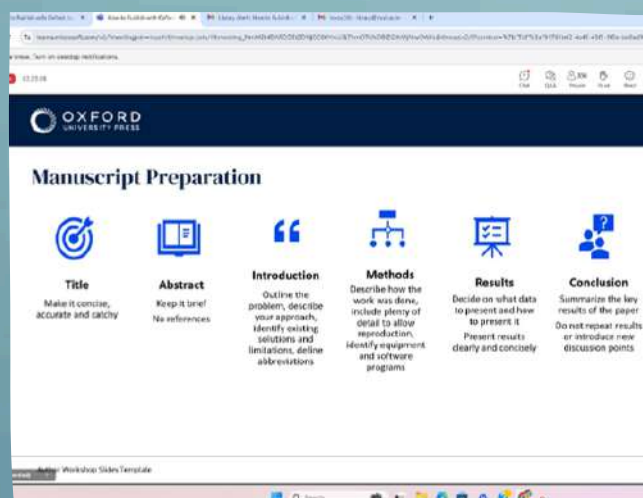 Chat Q&A People Raise React
OXFORD
UNIVERSITY PRESS
Manuscript Preparation
Title
Make it concise,
accurate and catchy
Abstract
Keep it brief
No references
Introduction
Outline the
problem, describe
your approach,
identify existing
solutions and
limitations, define
abbreviations
Methods
Describe how the
work was done,
include plenty of
detail to allow
reproduction,
identify equipment
and software
programs
Results
Decide on what data
to present and how
to present it
Present results
clearly and concisely
Conclusion
Summarize the key
results of the paper
Do not repeat results
or introduce new
discussion points
Author Workshop Slides Template